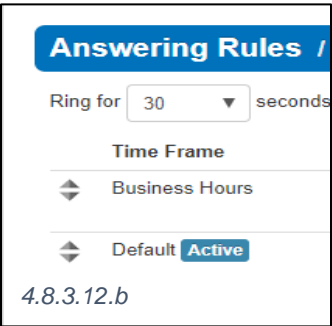 Answering Rules /
Ring for 30 seconds
Time Frame
Business Hours
Default Active
4.8.3.12.b